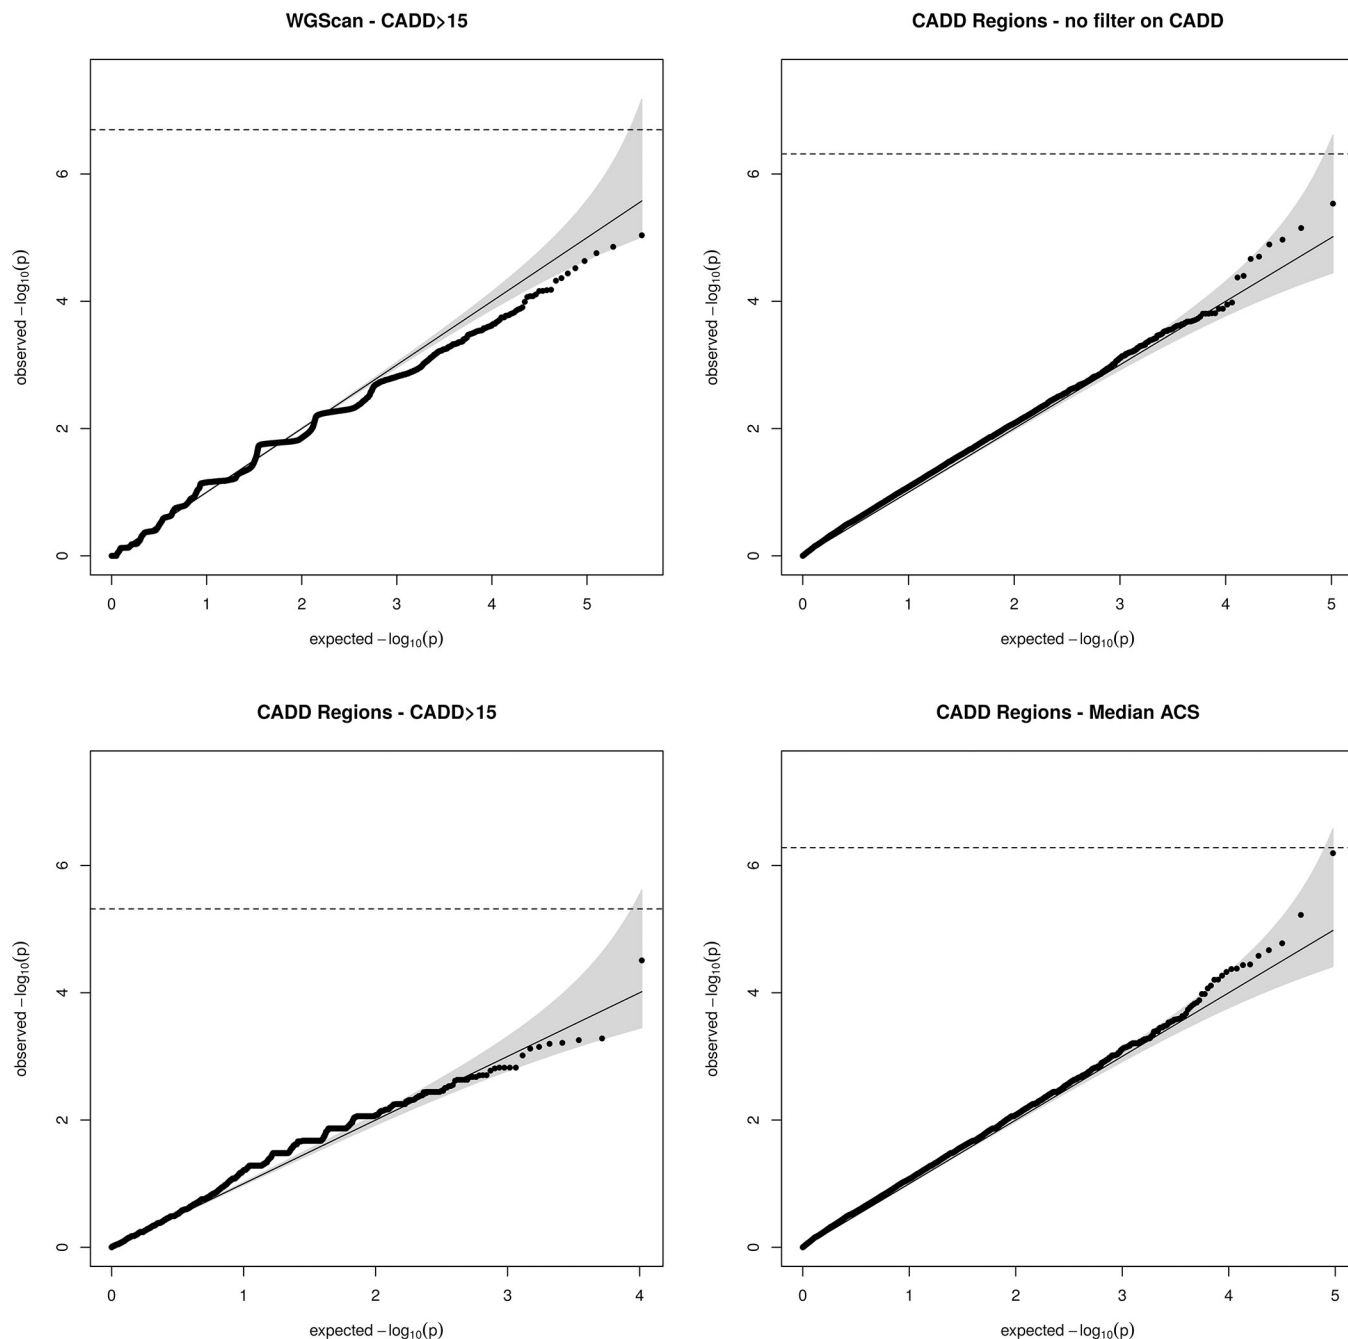 WGScan - CADD>15
observed −log10(p)
6
4
2
0
0 1 2 3 4 5
expected −log10(p)
CADD Regions - no filter on CADD
observed −log10(p)
6
4
2
0
0 1 2 3 4 5
expected −log10(p)
CADD Regions - CADD>15
observed −log10(p)
6
4
2
0
0 1 2 3 4
expected −log10(p)
CADD Regions - Median ACS
observed −log10(p)
6
4
2
0
0 1 2 3 4 5
expected −log10(p)